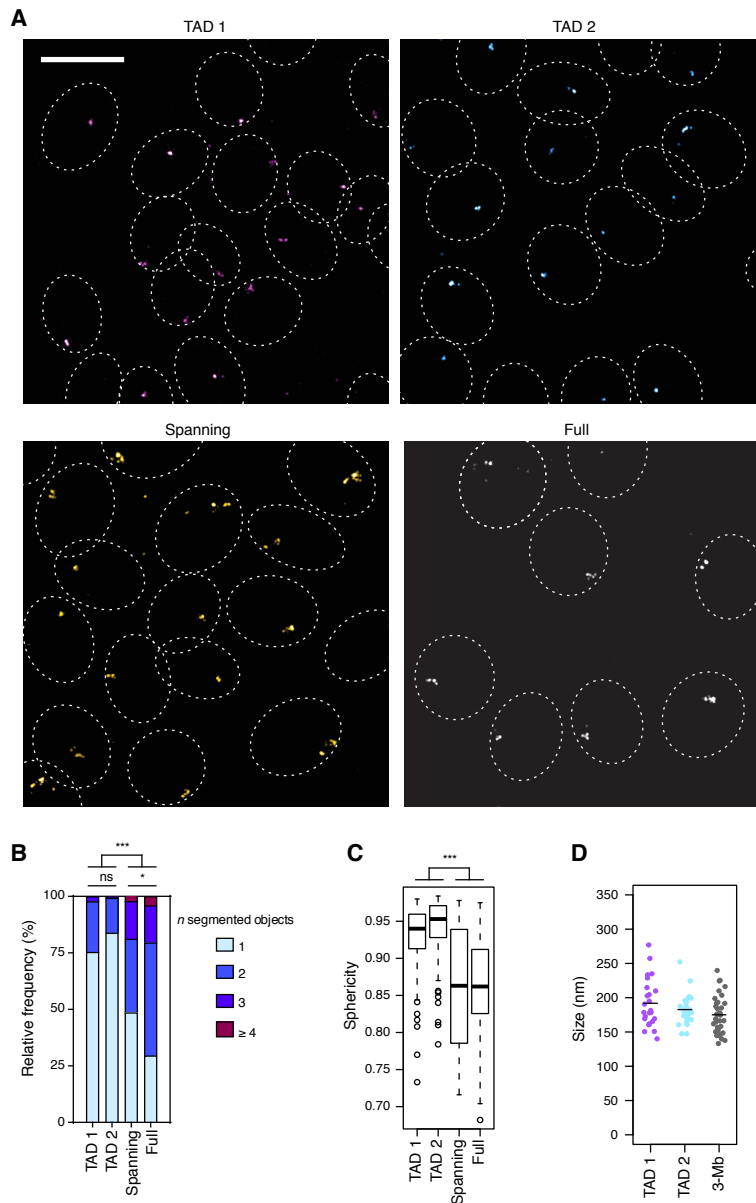 A
TAD 1
TAD 2
Spanning
Full
B
***
ns
*
Relative frequency (%)
100
75
50
25
0
TAD 1
TAD 2
Spanning
Full
n segmented objects
1
2
3
≥ 4
C
***
Sphericity
0.95
0.90
0.85
0.80
0.75
0.70
TAD 1
TAD 2
Spanning
Full
D
Size (nm)
350
300
250
200
150
100
50
0
TAD 1
TAD 2
3-Mb